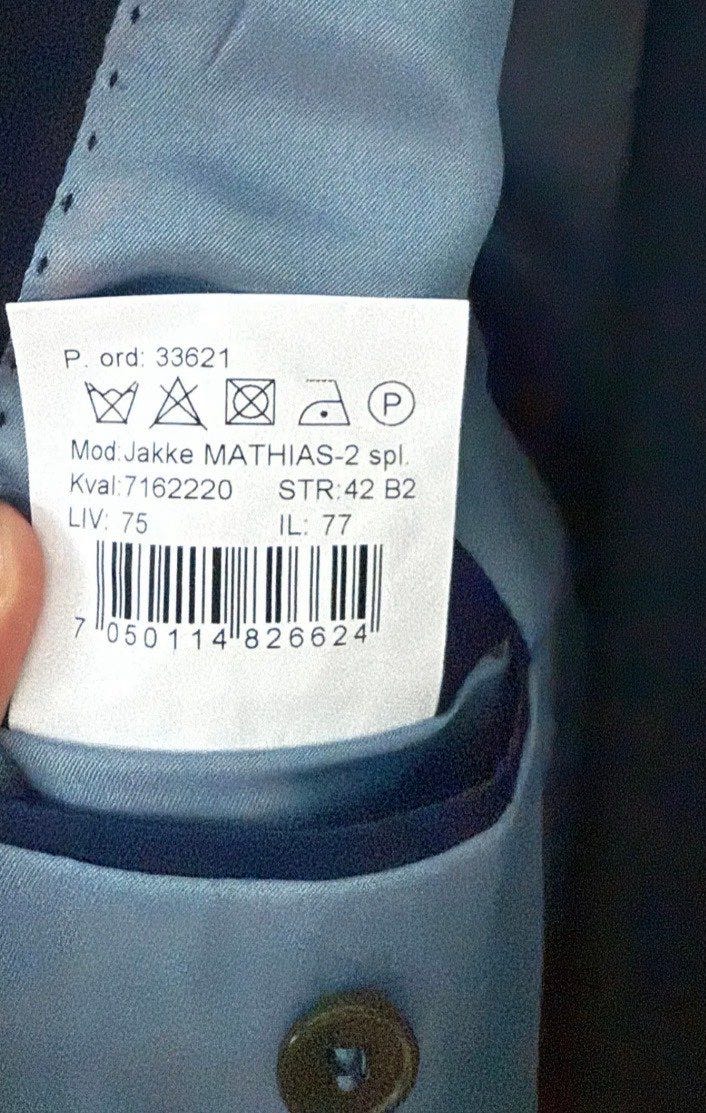 P. ord: 33621
P
Mod:Jakke MATHIAS-2 spl.
Kval:7162220 STR:42 B2
LIV: 75 IL: 77
7 050114 826624